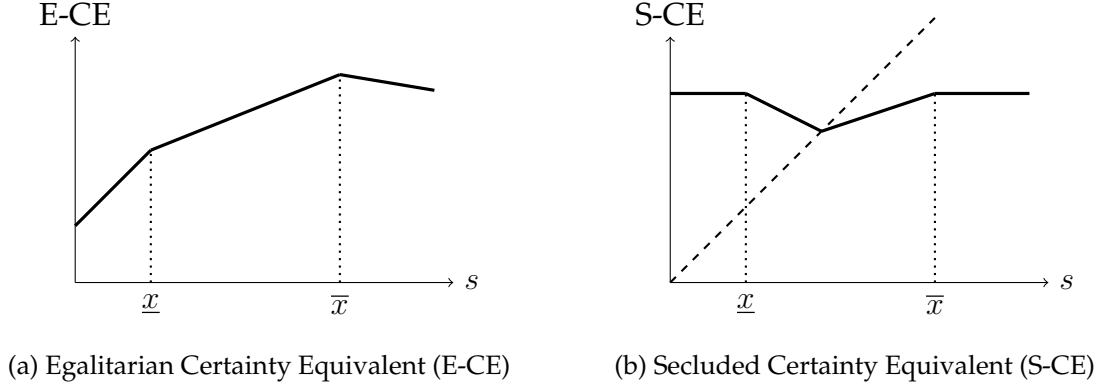 E-CE
s
x
x̅
(a) Egalitarian Certainty Equivalent (E-CE)
S-CE
s
x
x̅
(b) Secluded Certainty Equivalent (S-CE)